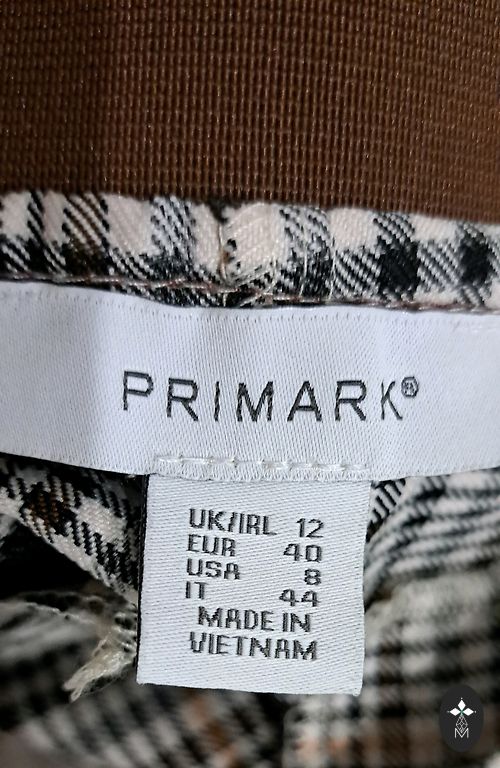 PRIMARK®
UK/IRL 12
EUR 40
USA 8
IT 44
MADE IN
VIETNAM